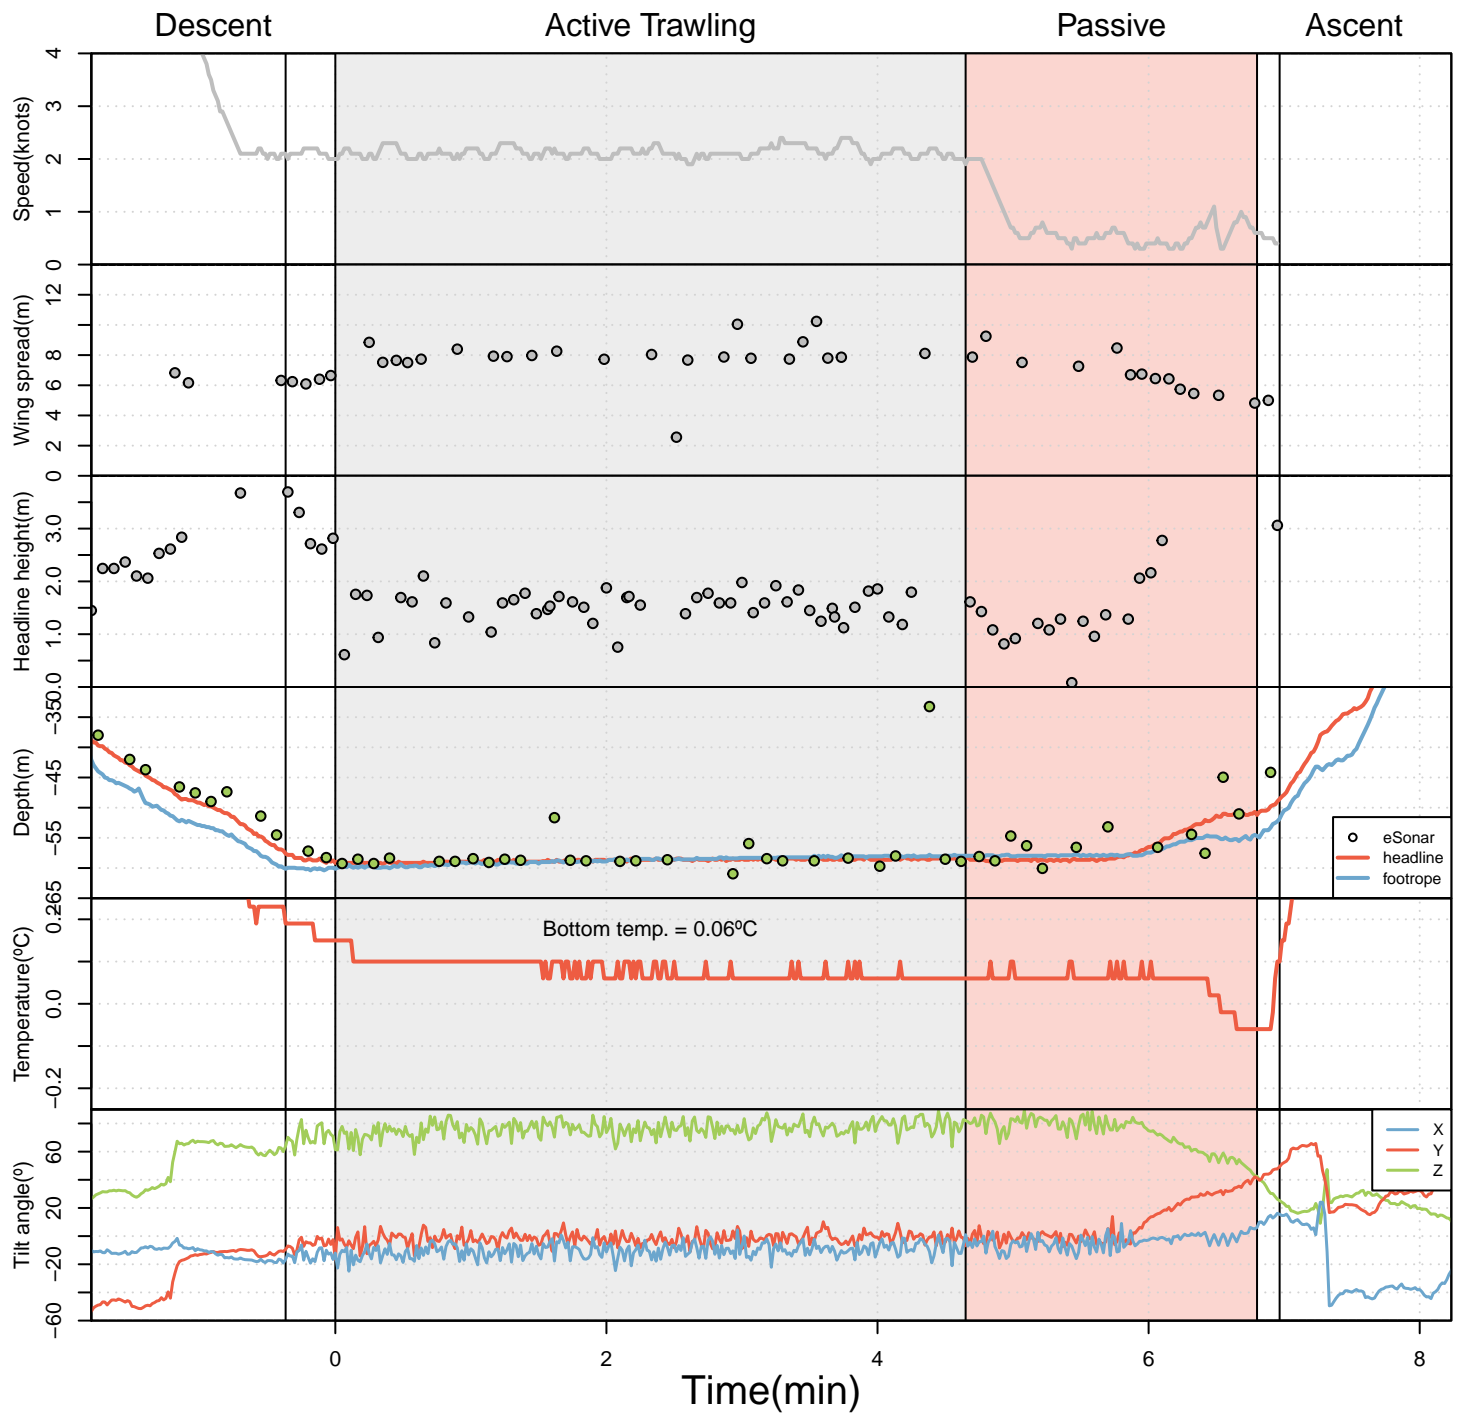 Descent Active Trawling Passive Ascent
Speed(knots)
4
3
2
1
0
Wing spread(m)
12
8
6
4
2
0
Headline height(m)
3.0
2.0
1.0
0.0
Depth(m)
−35
−45
−55
−65
eSonar
headline
footrope
Temperature(ºC)
0.2
0.0
−0.2
Bottom temp. = 0.06ºC
Tilt angle(º)
60
20
−20
−60
X
Y
Z
0 2 4 6 8
Time(min)